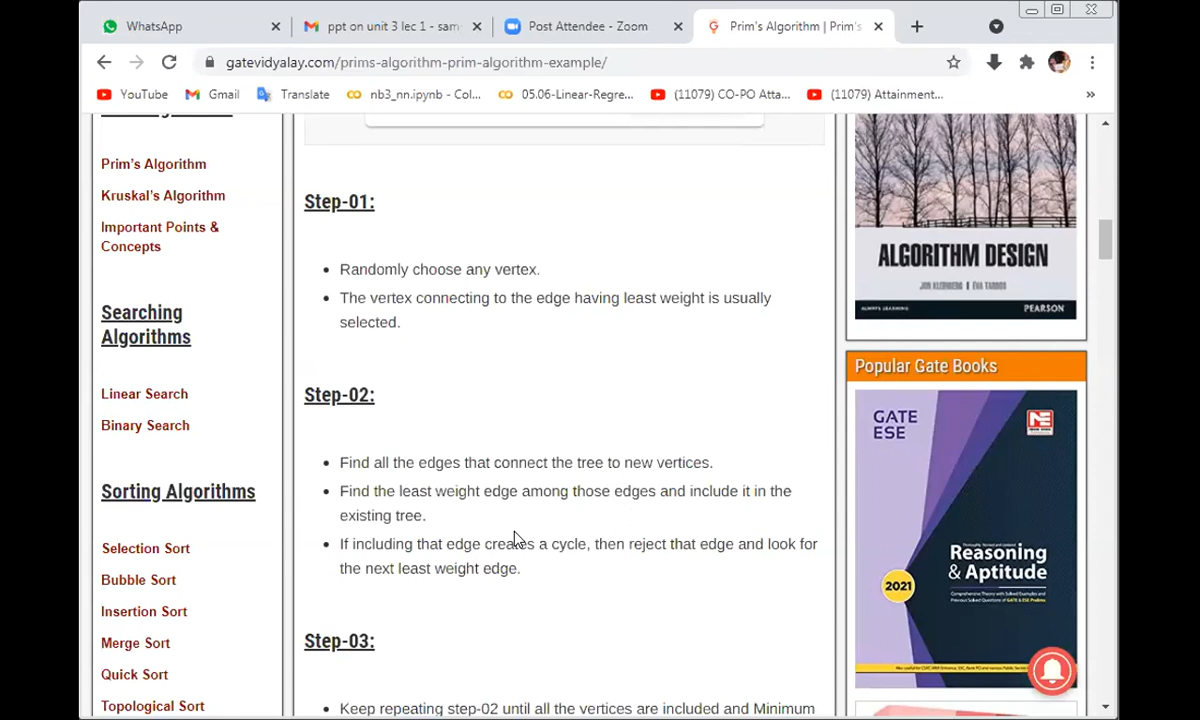 WhatsApp
ppt on unit 3 lec 1 - sam
Post Attendee - Zoom
Prim's Algorithm | Prim's
gatevidyalay.com/prims-algorithm-prim-algorithm-example/
YouTube
Gmail
Translate
nb3_nn.ipynb - Col...
05.06-Linear-Regre...
(11079) CO-PO Atta...
(11079) Attainment...
»
Prim's Algorithm
Kruskal's Algorithm
Important Points &
Concepts
Searching
Algorithms
Linear Search
Binary Search
Sorting Algorithms
Selection Sort
Bubble Sort
Insertion Sort
Merge Sort
Quick Sort
Topological Sort
Step-01:
• Randomly choose any vertex.
• The vertex connecting to the edge having least weight is usually
selected.
Step-02:
• Find all the edges that connect the tree to new vertices.
• Find the least weight edge among those edges and include it in the
existing tree.
• If including that edge creates a cycle, then reject that edge and look for
the next least weight edge.
Step-03:
• Keep repeating step-02 until all the vertices are included and Minimum
ALGORITHM DESIGN
JON KLEINBERG | ÉVA TARDOS
ALWAYS LEARNING
PEARSON
Popular Gate Books
GATE
ESE
Reasoning
& Aptitude
2021